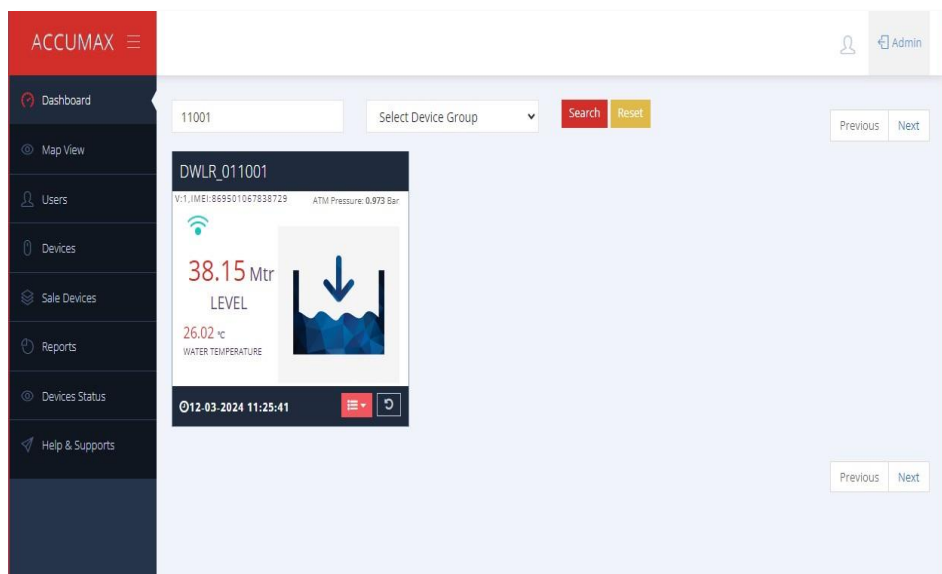 ACCUMAX
Admin
Dashboard
Map View
Users
Devices
Sale Devices
Reports
Devices Status
Help & Supports
11001
Select Device Group
Search
Reset
Previous Next
DWLR_011001
V:1,IMEI:869501067838729
ATM Pressure: 0.973 Bar
38.15 Mtr
LEVEL
26.02 °C
WATER TEMPERATURE
12-03-2024 11:25:41
Previous Next